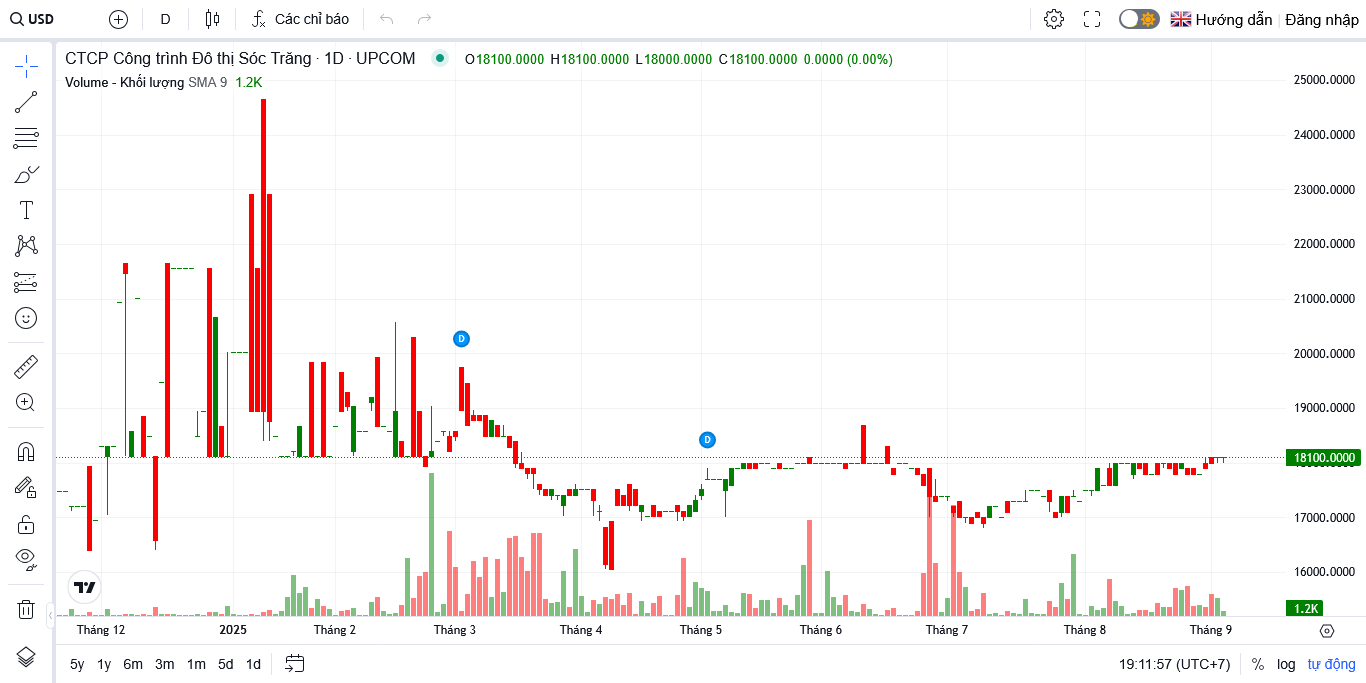 USD D Các chỉ báo Hướng dẫn Đăng nhập
CTCP Công trình Đô thị Sóc Trăng · 1D · UPCOM O18100.0000 H18100.0000 L18000.0000 C18100.0000 0.0000 (0.00%)
Volume - Khối lượng SMA 9 1.2K
25000.0000
24000.0000
23000.0000
22000.0000
21000.0000
20000.0000
19000.0000
18100.0000
18000.0000
17000.0000
16000.0000
1.2K
D
D
Tháng 12 2025 Tháng 2 Tháng 3 Tháng 4 Tháng 5 Tháng 6 Tháng 7 Tháng 8 Tháng 9
5y 1y 6m 3m 1m 5d 1d 19:11:57 (UTC+7) % log tự động